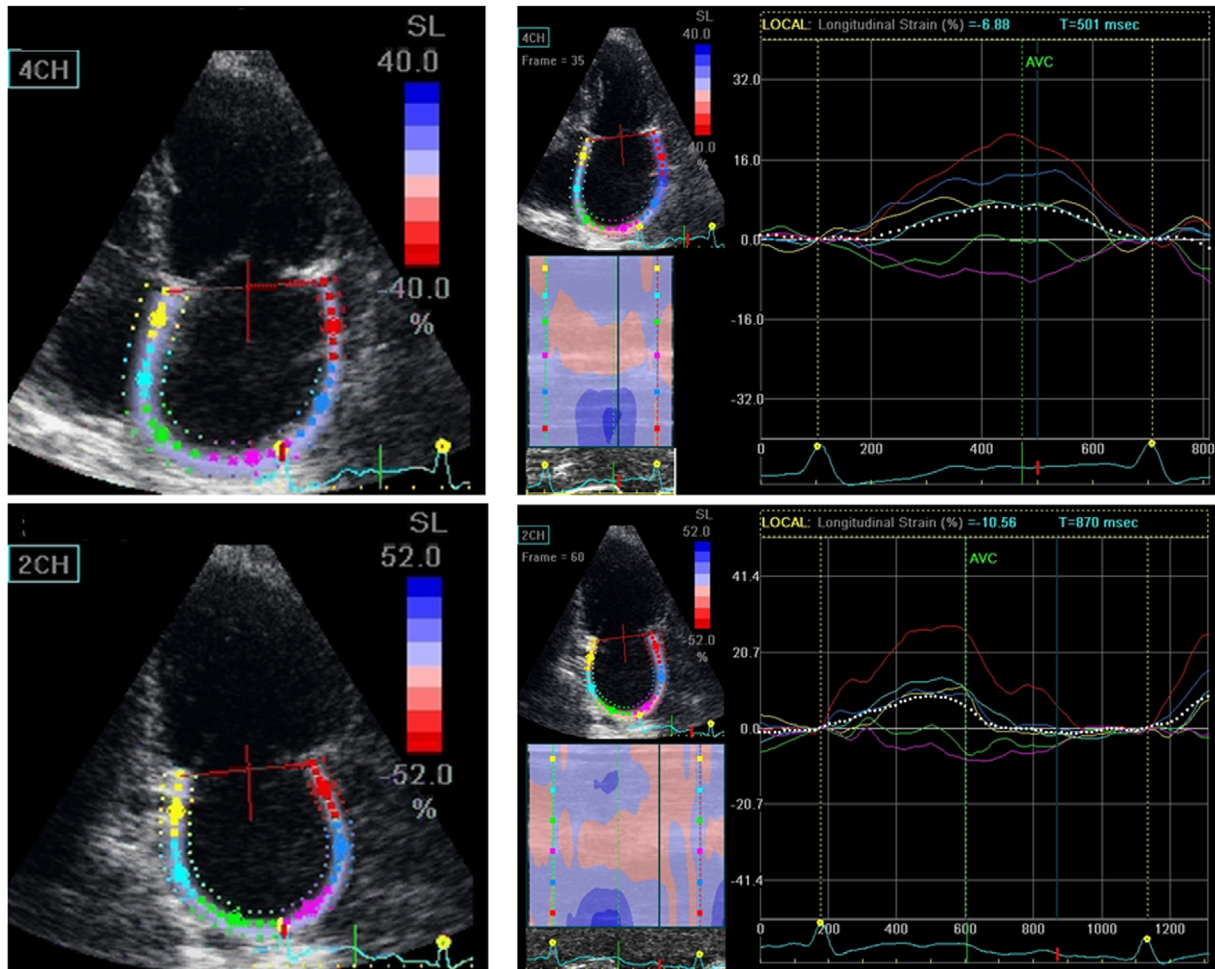 4CH
SL
40.0
-40.0
%
4CH
Frame = 35
SL
40.0
40.0
%
LOCAL: Longitudinal Strain (%) =-6.88 T=501 msec
AVC
32.0
16.0
0.0
-16.0
-32.0
0 200 400 600 800
2CH
SL
52.0
-52.0
%
2CH
Frame = 60
SL
52.0
52.0
%
LOCAL: Longitudinal Strain (%) =-10.56 T=870 msec
AVC
41.4
20.7
0.0
-20.7
-41.4
0 200 400 600 800 1000 1200